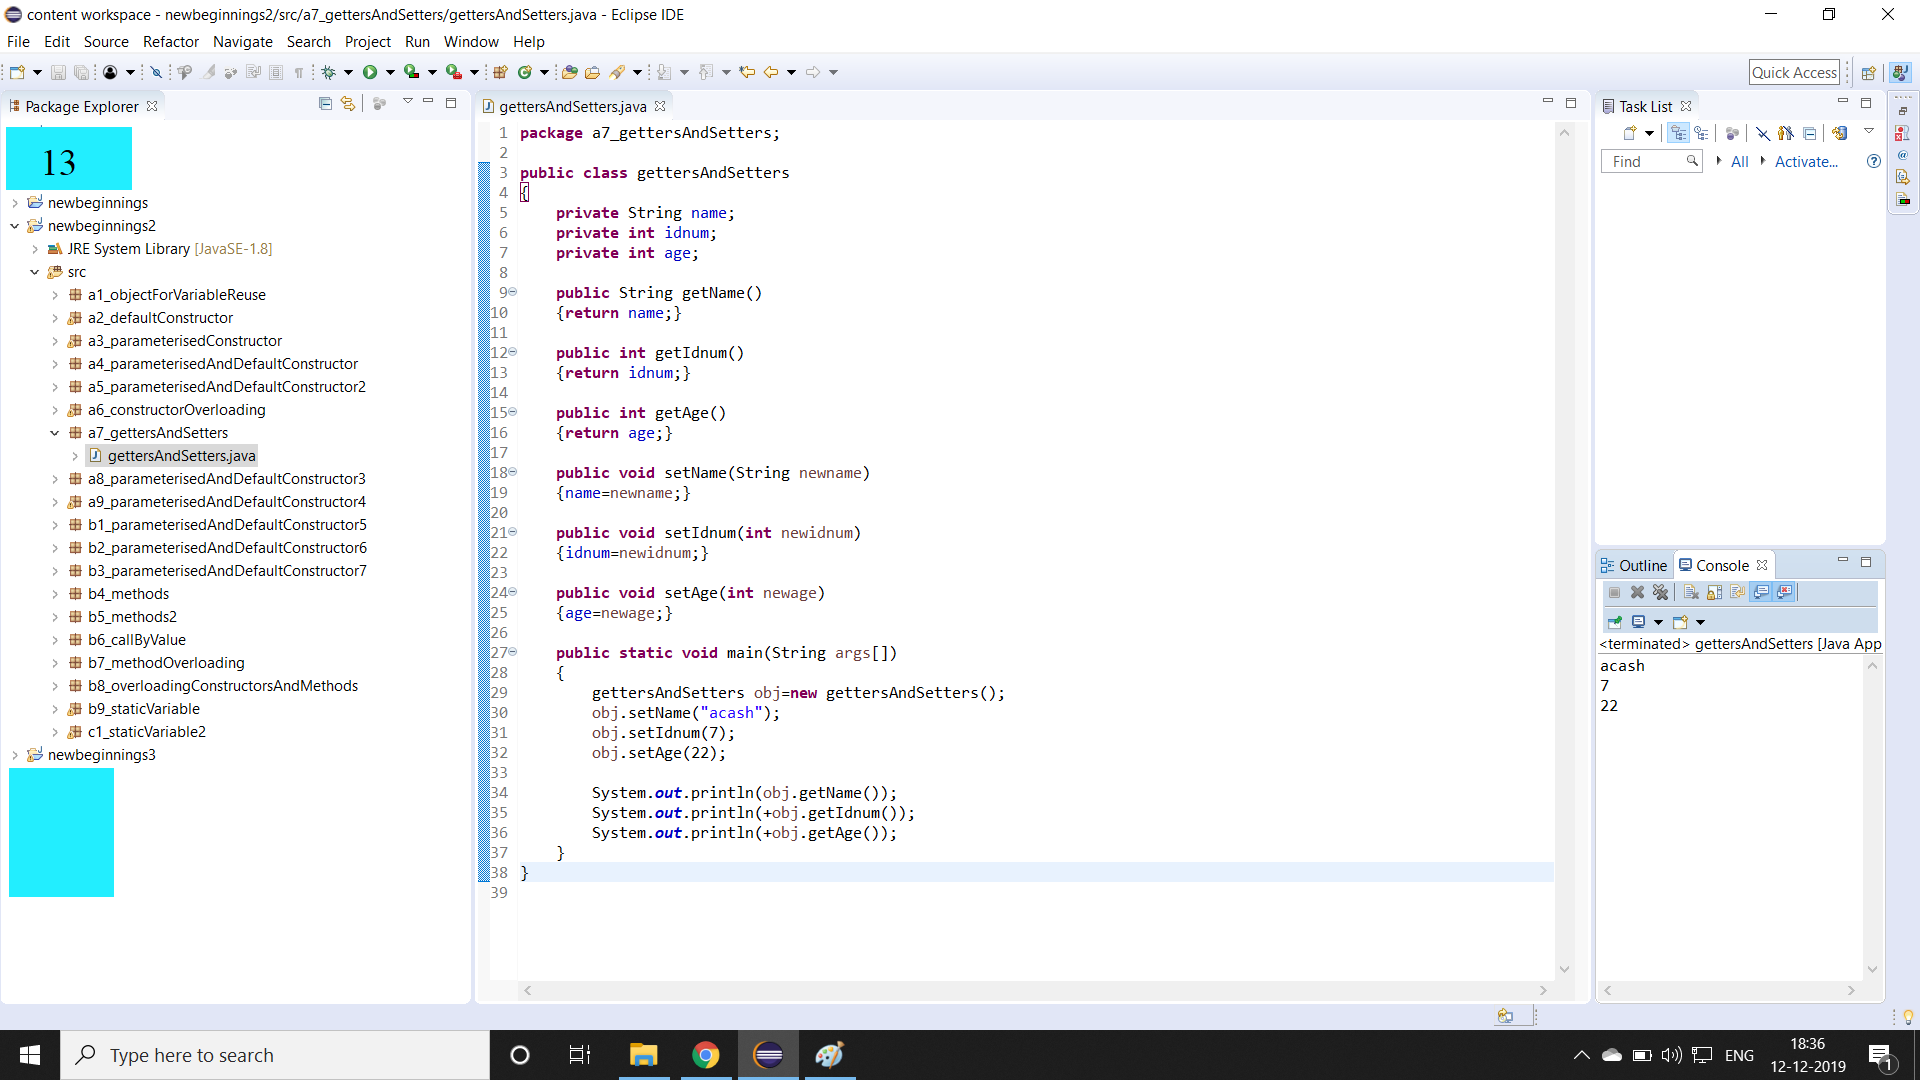 content workspace - newbeginnings2/src/a7_gettersAndSetters/gettersAndSetters.java - Eclipse IDE
File Edit Source Refactor Navigate Search Project Run Window Help
Quick Access
Package Explorer
13
newbeginnings
newbeginnings2
JRE System Library [JavaSE-1.8]
src
a1_objectForVariableReuse
a2_defaultConstructor
a3_parameterisedConstructor
a4_parameterisedAndDefaultConstructor
a5_parameterisedAndDefaultConstructor2
a6_constructorOverloading
a7_gettersAndSetters
gettersAndSetters.java
a8_parameterisedAndDefaultConstructor3
a9_parameterisedAndDefaultConstructor4
b1_parameterisedAndDefaultConstructor5
b2_parameterisedAndDefaultConstructor6
b3_parameterisedAndDefaultConstructor7
b4_methods
b5_methods2
b6_callByValue
b7_methodOverloading
b8_overloadingConstructorsAndMethods
b9_staticVariable
c1_staticVariable2
newbeginnings3
gettersAndSetters.java
1 package a7_gettersAndSetters;
2
3 public class gettersAndSetters
4 {
5     private String name;
6     private int idnum;
7     private int age;
8
9     public String getName()
10     {return name;}
11
12     public int getIdnum()
13     {return idnum;}
14
15     public int getAge()
16     {return age;}
17
18     public void setName(String newname)
19     {name=newname;}
20
21     public void setIdnum(int newidnum)
22     {idnum=newidnum;}
23
24     public void setAge(int newage)
25     {age=newage;}
26
27     public static void main(String args[])
28     {
29         gettersAndSetters obj=new gettersAndSetters();
30         obj.setName("acash");
31         obj.setIdnum(7);
32         obj.setAge(22);
33
34         System.out.println(obj.getName());
35         System.out.println(+obj.getIdnum());
36         System.out.println(+obj.getAge());
37     }
38 }
39
Task List
Find All Activate...
Outline Console
<terminated> gettersAndSetters [Java App
acash
7
22
Type here to search
ENG
18:36
12-12-2019
1